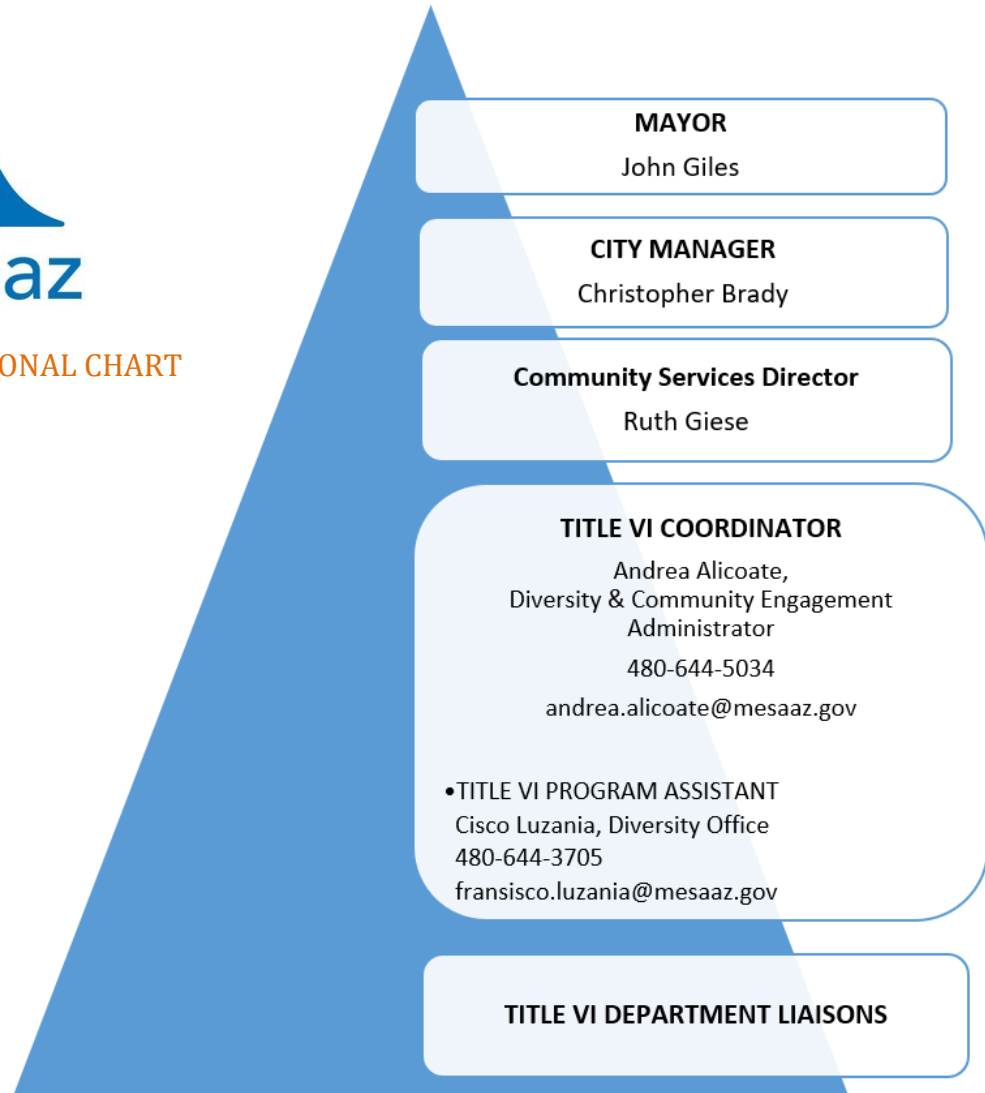 az
ONAL CHART
MAYOR
John Giles
CITY MANAGER
Christopher Brady
Community Services Director
Ruth Giese
TITLE VI COORDINATOR
Andrea Alicoate,
Diversity & Community Engagement
Administrator
480-644-5034
andrea.alicoate@mesaaz.gov
•TITLE VI PROGRAM ASSISTANT
Cisco Luzania, Diversity Office
480-644-3705
fransisco.luzania@mesaaz.gov
TITLE VI DEPARTMENT LIAISONS